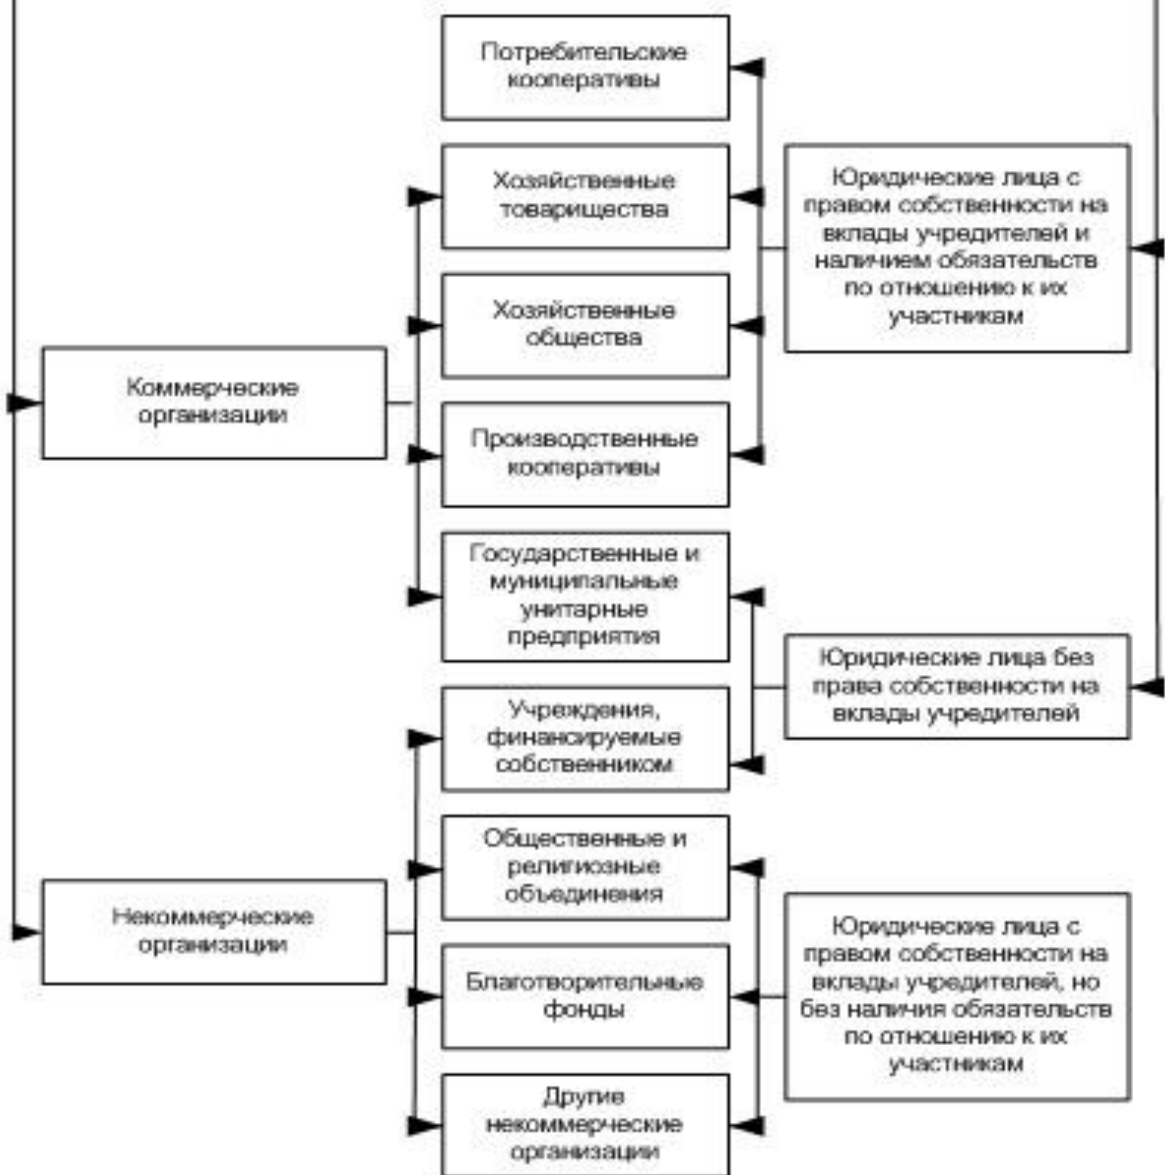 Потребительские
кооперативы
Хозяйственные
товарищества
Юридические лица с
правом собственности на
вклады учредителей и
наличием обязательств
по отношению к их
участникам
Хозяйственные
общества
Коммерческие
организации
Производственные
кооперативы
Государственные и
муниципальные
унитарные
предприятия
Юридические лица без
права собственности на
вклады учредителей
Учреждения,
финансируемые
собственником
Общественные и
религиозные
объединения
Некоммерческие
организации
Юридические лица с
правом собственности на
вклады учредителей, но
без наличия обязательств
по отношению к их
участникам
Благотворительные
фонды
Другие
некоммерческие
организации